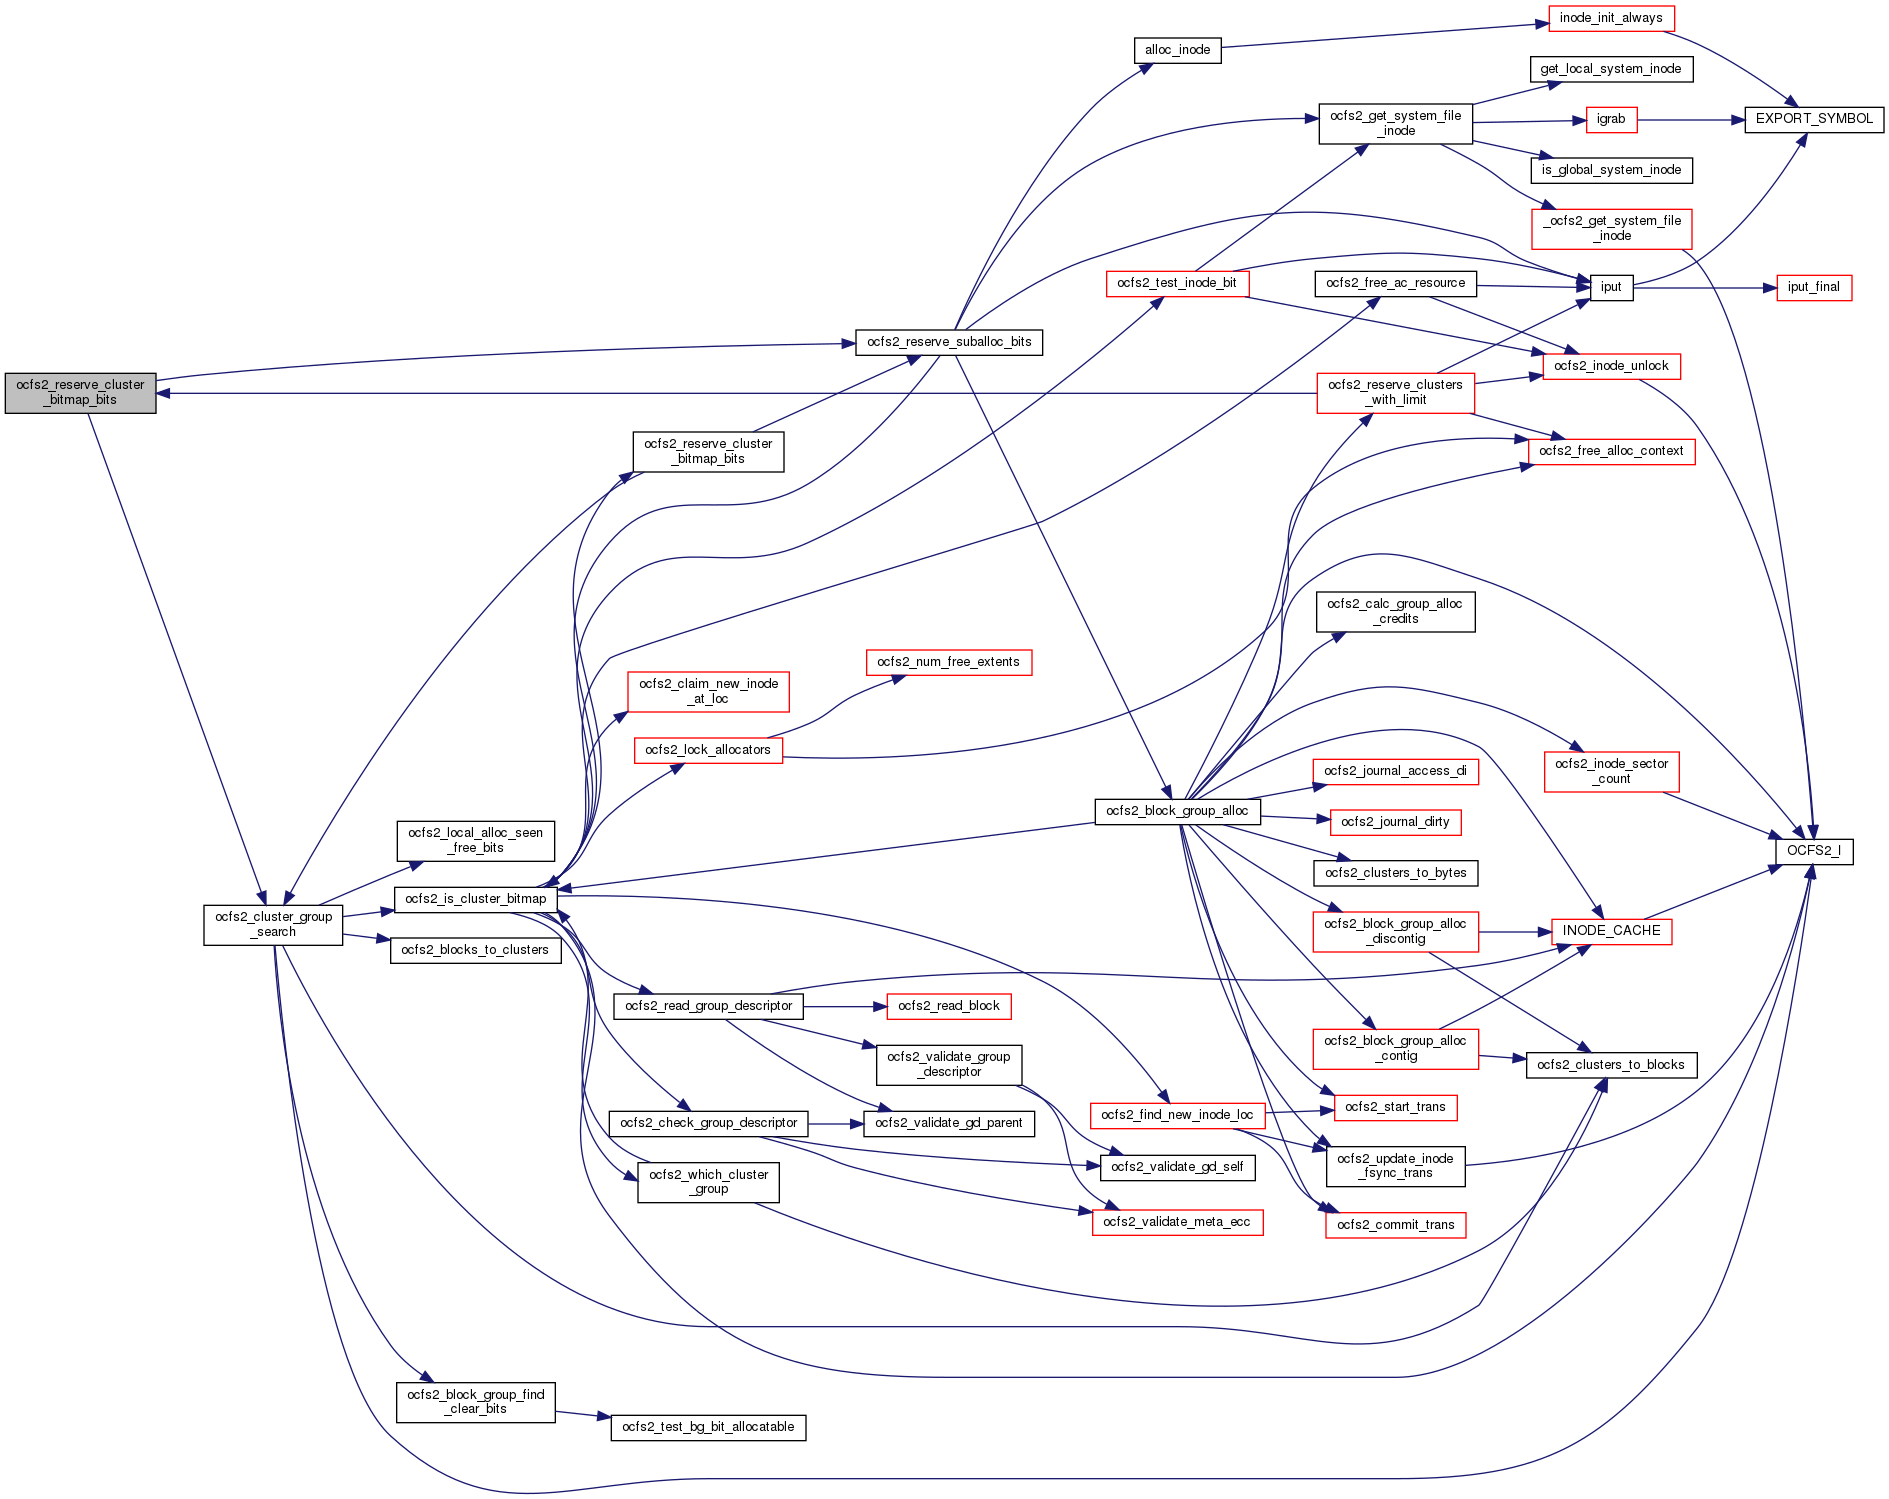 inode_init_always
alloc_inode
get_local_system_inode
ocfs2_get_system_file
_inode
igrab
EXPORT_SYMBOL
is_global_system_inode
_ocfs2_get_system_file
_inode
ocfs2_test_inode_bit
ocfs2_free_ac_resource
iput
iput_final
ocfs2_reserve_suballoc_bits
ocfs2_inode_unlock
ocfs2_reserve_cluster
_bitmap_bits
ocfs2_reserve_clusters
_with_limit
ocfs2_reserve_cluster
_bitmap_bits
ocfs2_free_alloc_context
ocfs2_calc_group_alloc
_credits
ocfs2_num_free_extents
ocfs2_claim_new_inode
_at_loc
ocfs2_lock_allocators
ocfs2_journal_access_di
ocfs2_inode_sector
_count
ocfs2_block_group_alloc
ocfs2_journal_dirty
ocfs2_local_alloc_seen
_free_bits
OCFS2_I
ocfs2_clusters_to_bytes
ocfs2_is_cluster_bitmap
ocfs2_cluster_group
_search
ocfs2_block_group_alloc
_discontig
INODE_CACHE
ocfs2_blocks_to_clusters
ocfs2_read_group_descriptor
ocfs2_read_block
ocfs2_block_group_alloc
_contig
ocfs2_validate_group
_descriptor
ocfs2_clusters_to_blocks
ocfs2_find_new_inode_loc
ocfs2_start_trans
ocfs2_check_group_descriptor
ocfs2_validate_gd_parent
ocfs2_validate_gd_self
ocfs2_update_inode
_fsync_trans
ocfs2_which_cluster
_group
ocfs2_validate_meta_ecc
ocfs2_commit_trans
ocfs2_block_group_find
_clear_bits
ocfs2_test_bg_bit_allocatable